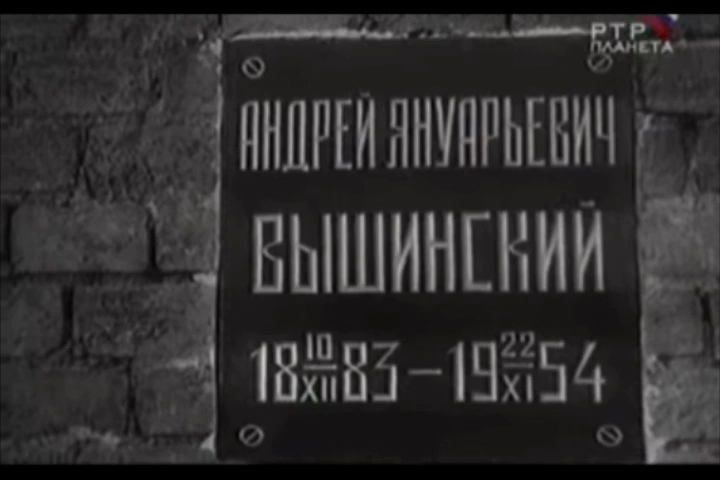 РТР
ПЛАНЕТА
АНДРЕЙ ЯНУАРЬЕВИЧ
ВЫШИНСКИЙ
18 10/XII 83 – 19 22/XI 54